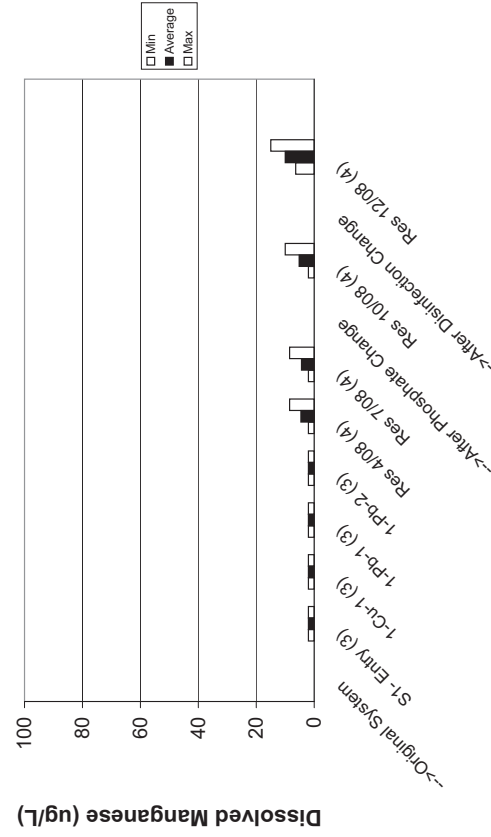 Dissolved Manganese (ug/L)
100
80
60
40
20
0
-->Original System
S1- Entry (3)
1-Cu-1 (3)
1-Pb-1 (3)
1-Pb-2 (3)
Res 4/08 (4)
Res 7/08 (4)
-->After Phosphate Change
Res 10/08 (4)
-->After Disinfection Change
Res 12/08 (4)
Min
Average
Max